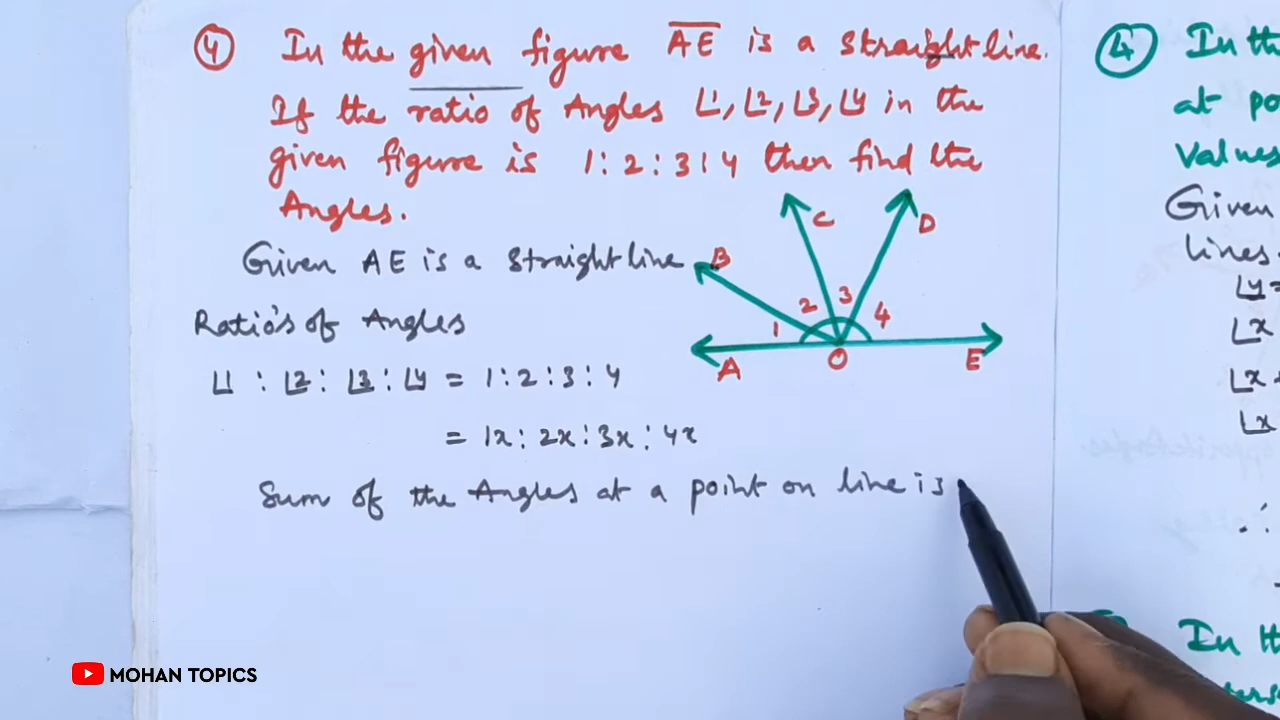 ④ In the given figure AE is a straight line.
If the ratio of Angles ∠1, ∠2, ∠3, ∠4 in the
given figure is 1:2:3:4 then find the
Angles.
Given AE is a straight line
Ratio's of Angles
∠1 : ∠2 : ∠3 : ∠4 = 1:2:3:4
= 1x : 2x : 3x : 4x
Sum of the Angles at a point on line is
B
C
D
1
2
3
4
A
O
E
④ In th
at po
Values
Given
lines.
∠y =
∠x
∠x
∠x
∴
In th
MOHAN TOPICS